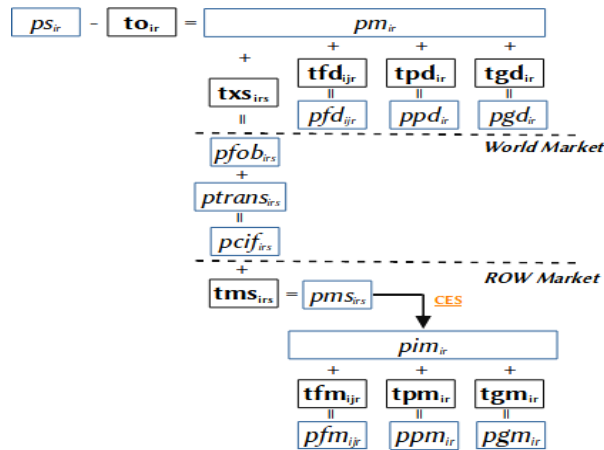 ps_ir - to_ir = pm_ir
+ + + +
txs_irs tfd_ijr tpd_ir tgd_ir
= = = =
pfd_ijr ppd_ir pgd_ir
World Market
pfob_irs
+
ptrans_irs
=
pcif_irs
ROW Market
+
tms_irs = pms_irs CES
pim_ir
+ + +
tfm_ijr tpm_ir tgm_ir
= = =
pfm_ijr ppm_ir pgm_ir